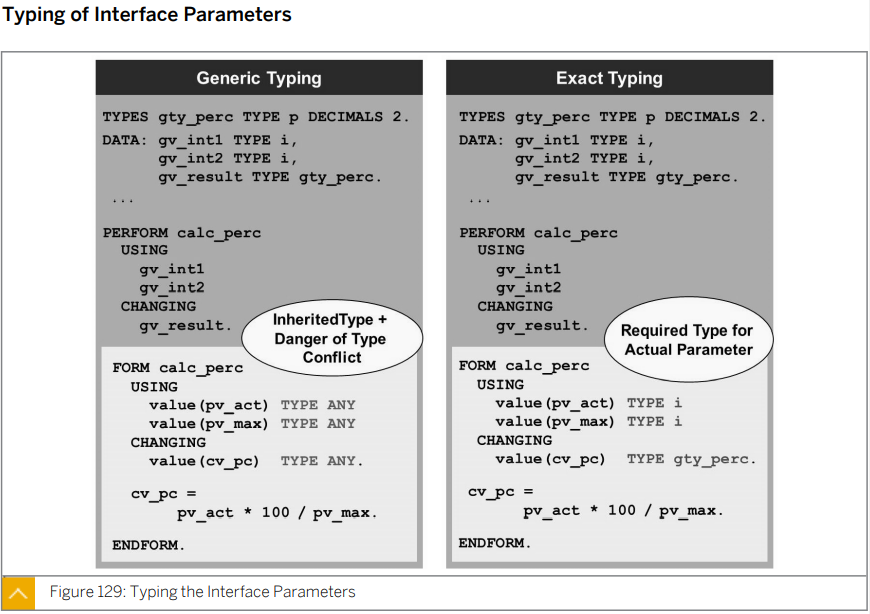 Typing of Interface Parameters
Generic Typing
TYPES gty_perc TYPE p DECIMALS 2.
DATA: gv_int1 TYPE i,
gv_int2 TYPE i,
gv_result TYPE gty_perc.
...
PERFORM calc_perc
USING
gv_int1
gv_int2
CHANGING
gv_result.
InheritedType +
Danger of Type
Conflict
FORM calc_perc
USING
value(pv_act) TYPE ANY
value(pv_max) TYPE ANY
CHANGING
value(cv_pc) TYPE ANY.
cv_pc =
pv_act * 100 / pv_max.
ENDFORM.
Exact Typing
TYPES gty_perc TYPE p DECIMALS 2.
DATA: gv_int1 TYPE i,
gv_int2 TYPE i,
gv_result TYPE gty_perc.
...
PERFORM calc_perc
USING
gv_int1
gv_int2
CHANGING
gv_result.
Required Type for
Actual Parameter
FORM calc_perc
USING
value(pv_act) TYPE i
value(pv_max) TYPE i
CHANGING
value(cv_pc) TYPE gty_perc.
cv_pc =
pv_act * 100 / pv_max.
ENDFORM.
Figure 129: Typing the Interface Parameters